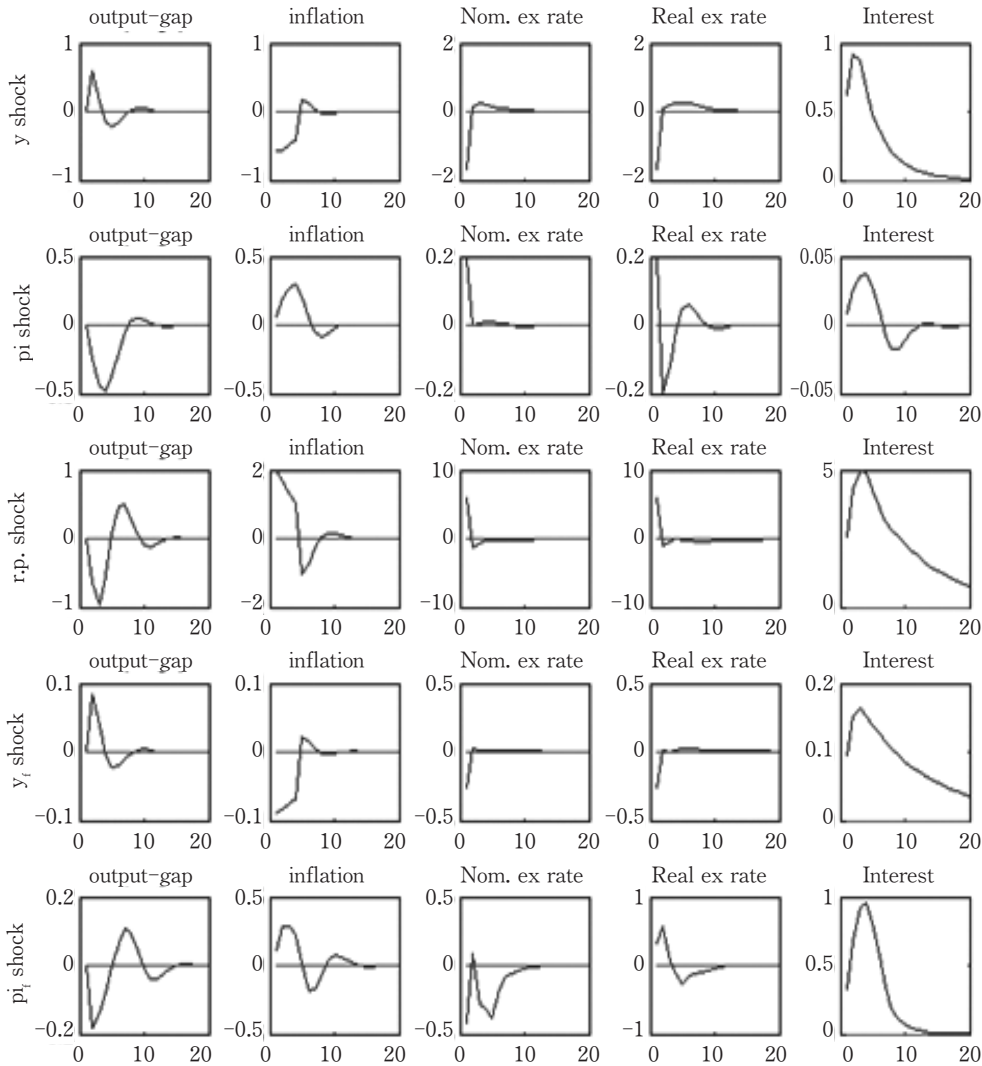 output-gap inflation Nom. ex rate Real ex rate Interest
y shock
1 1 2 2 1
0 0 0 0 0.5
-1 -1 -2 -2 0
0 10 20 0 10 20 0 10 20 0 10 20 0 10 20
output-gap inflation Nom. ex rate Real ex rate Interest
pi shock
0.5 0.5 0.2 0.2 0.05
0 0 0 0 0
-0.5 -0.5 -0.2 -0.2 -0.05
0 10 20 0 10 20 0 10 20 0 10 20 0 10 20
output-gap inflation Nom. ex rate Real ex rate Interest
r.p. shock
1 2 10 10 5
0 0 0 0
-1 -2 -10 -10 0
0 10 20 0 10 20 0 10 20 0 10 20 0 10 20
output-gap inflation Nom. ex rate Real ex rate Interest
y_f shock
0.1 0.1 0.5 0.5 0.2
0 0 0 0 0.1
-0.1 -0.1 -0.5 -0.5 0
0 10 20 0 10 20 0 10 20 0 10 20 0 10 20
output-gap inflation Nom. ex rate Real ex rate Interest
pi_f shock
0.2 0.5 0.5 1 1
0 0 0 0 0.5
-0.2 -0.5 -0.5 -1 0
0 10 20 0 10 20 0 10 20 0 10 20 0 10 20